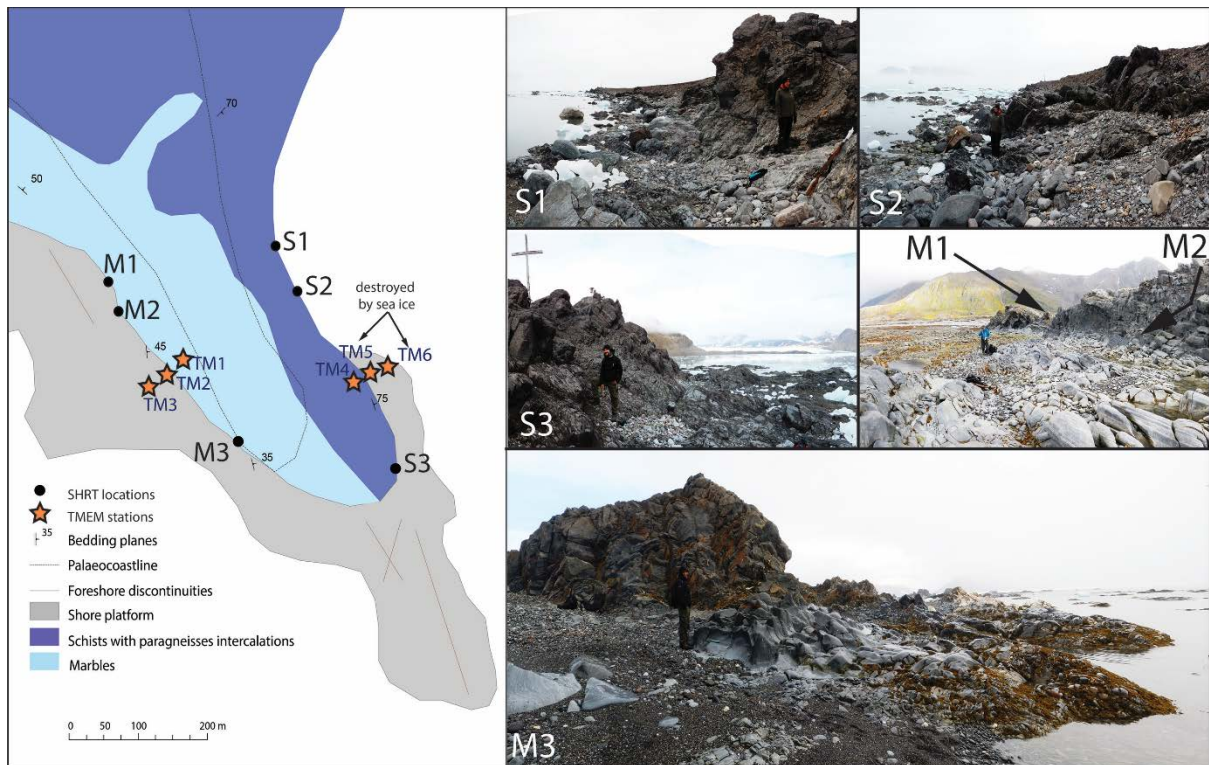 70
50
S1
M1
S2
M2
destroyed
by sea ice
45
TM5
TM6
TM1
TM4
TM2
TM3
75
M3
35
S3
SHRT locations
TMEM stations
35
Bedding planes
Palaeocoastline
Foreshore discontinuities
Shore platform
Schists with paragneisses intercalations
Marbles
0 50 100 200 m
S1
S2
S3
M1
M2
M3